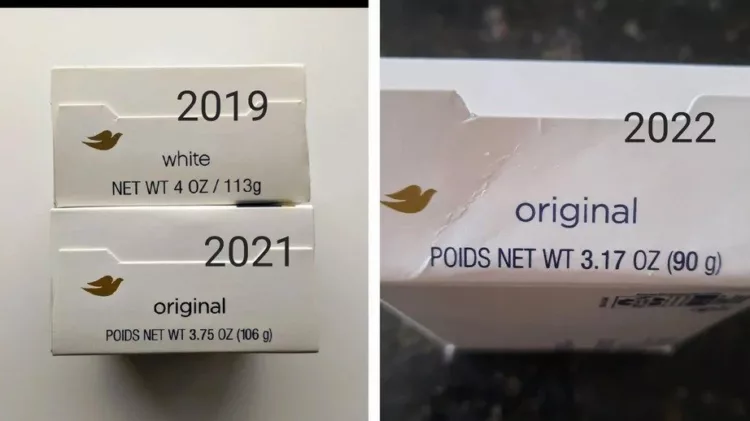 2019
white
NET WT 4 OZ / 113g
2021
original
POIDS NET WT 3.75 OZ (106 g)
2022
original
POIDS NET WT 3.17 OZ (90 g)